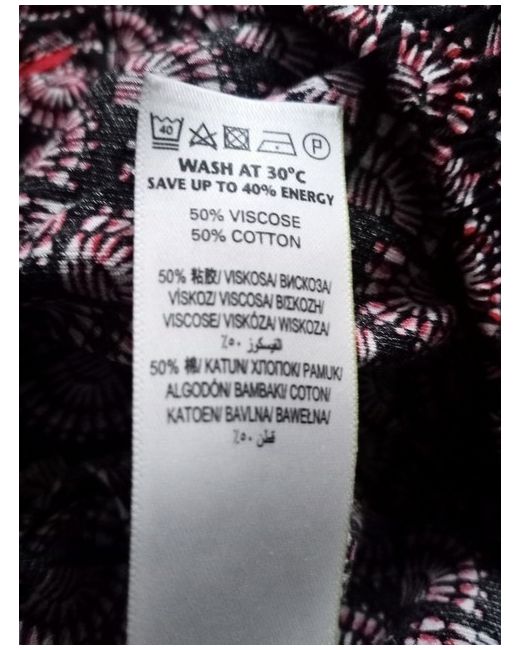 40 P
WASH AT 30°C
SAVE UP TO 40% ENERGY
50% VISCOSE
50% COTTON
50% 粘胶/ VISKOSA/ ВИСКОЗА/
VİSKOZ/ VISCOSA/ ΒΙΣΚΟΖΗ/
VISCOSE/ VISKÓZA/ WISKOZA/
الفيسكوز ٥٠٪
50% 棉/ KATUN/ ХЛОПОК/ PAMUK/
ALGODÓN/ BAMBAKI/ COTON/
KATOEN/ BAVLNA/ BAWEŁNA/
قطن ٥٠٪